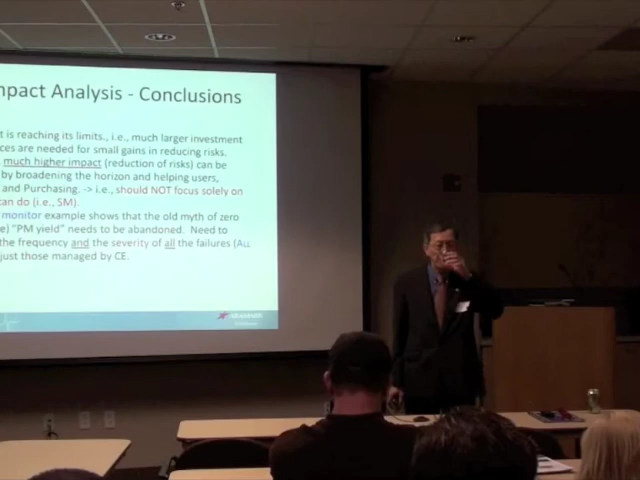 mpact Analysis - Conclusions
t is reaching its limits., i.e., much larger investment
ces are needed for small gains in reducing risks.
much higher impact (reduction of risks) can be
by broadening the horizon and helping users,
and Purchasing. -> i.e., should NOT focus solely on
can do (i.e., SM).
monitor example shows that the old myth of zero
e) "PM yield" needs to be abandoned. Need to
the frequency and the severity of all the failures (Au
just those managed by CE.